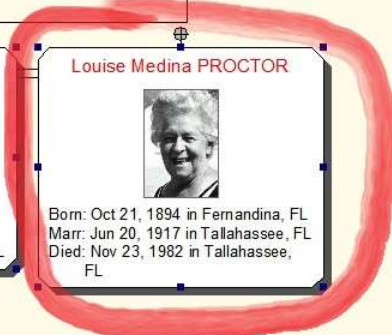 Louise Medina PROCTOR
Born: Oct 21, 1894 in Fernandina, FL
Marr: Jun 20, 1917 in Tallahassee, FL
Died: Nov 23, 1982 in Tallahassee,
FL